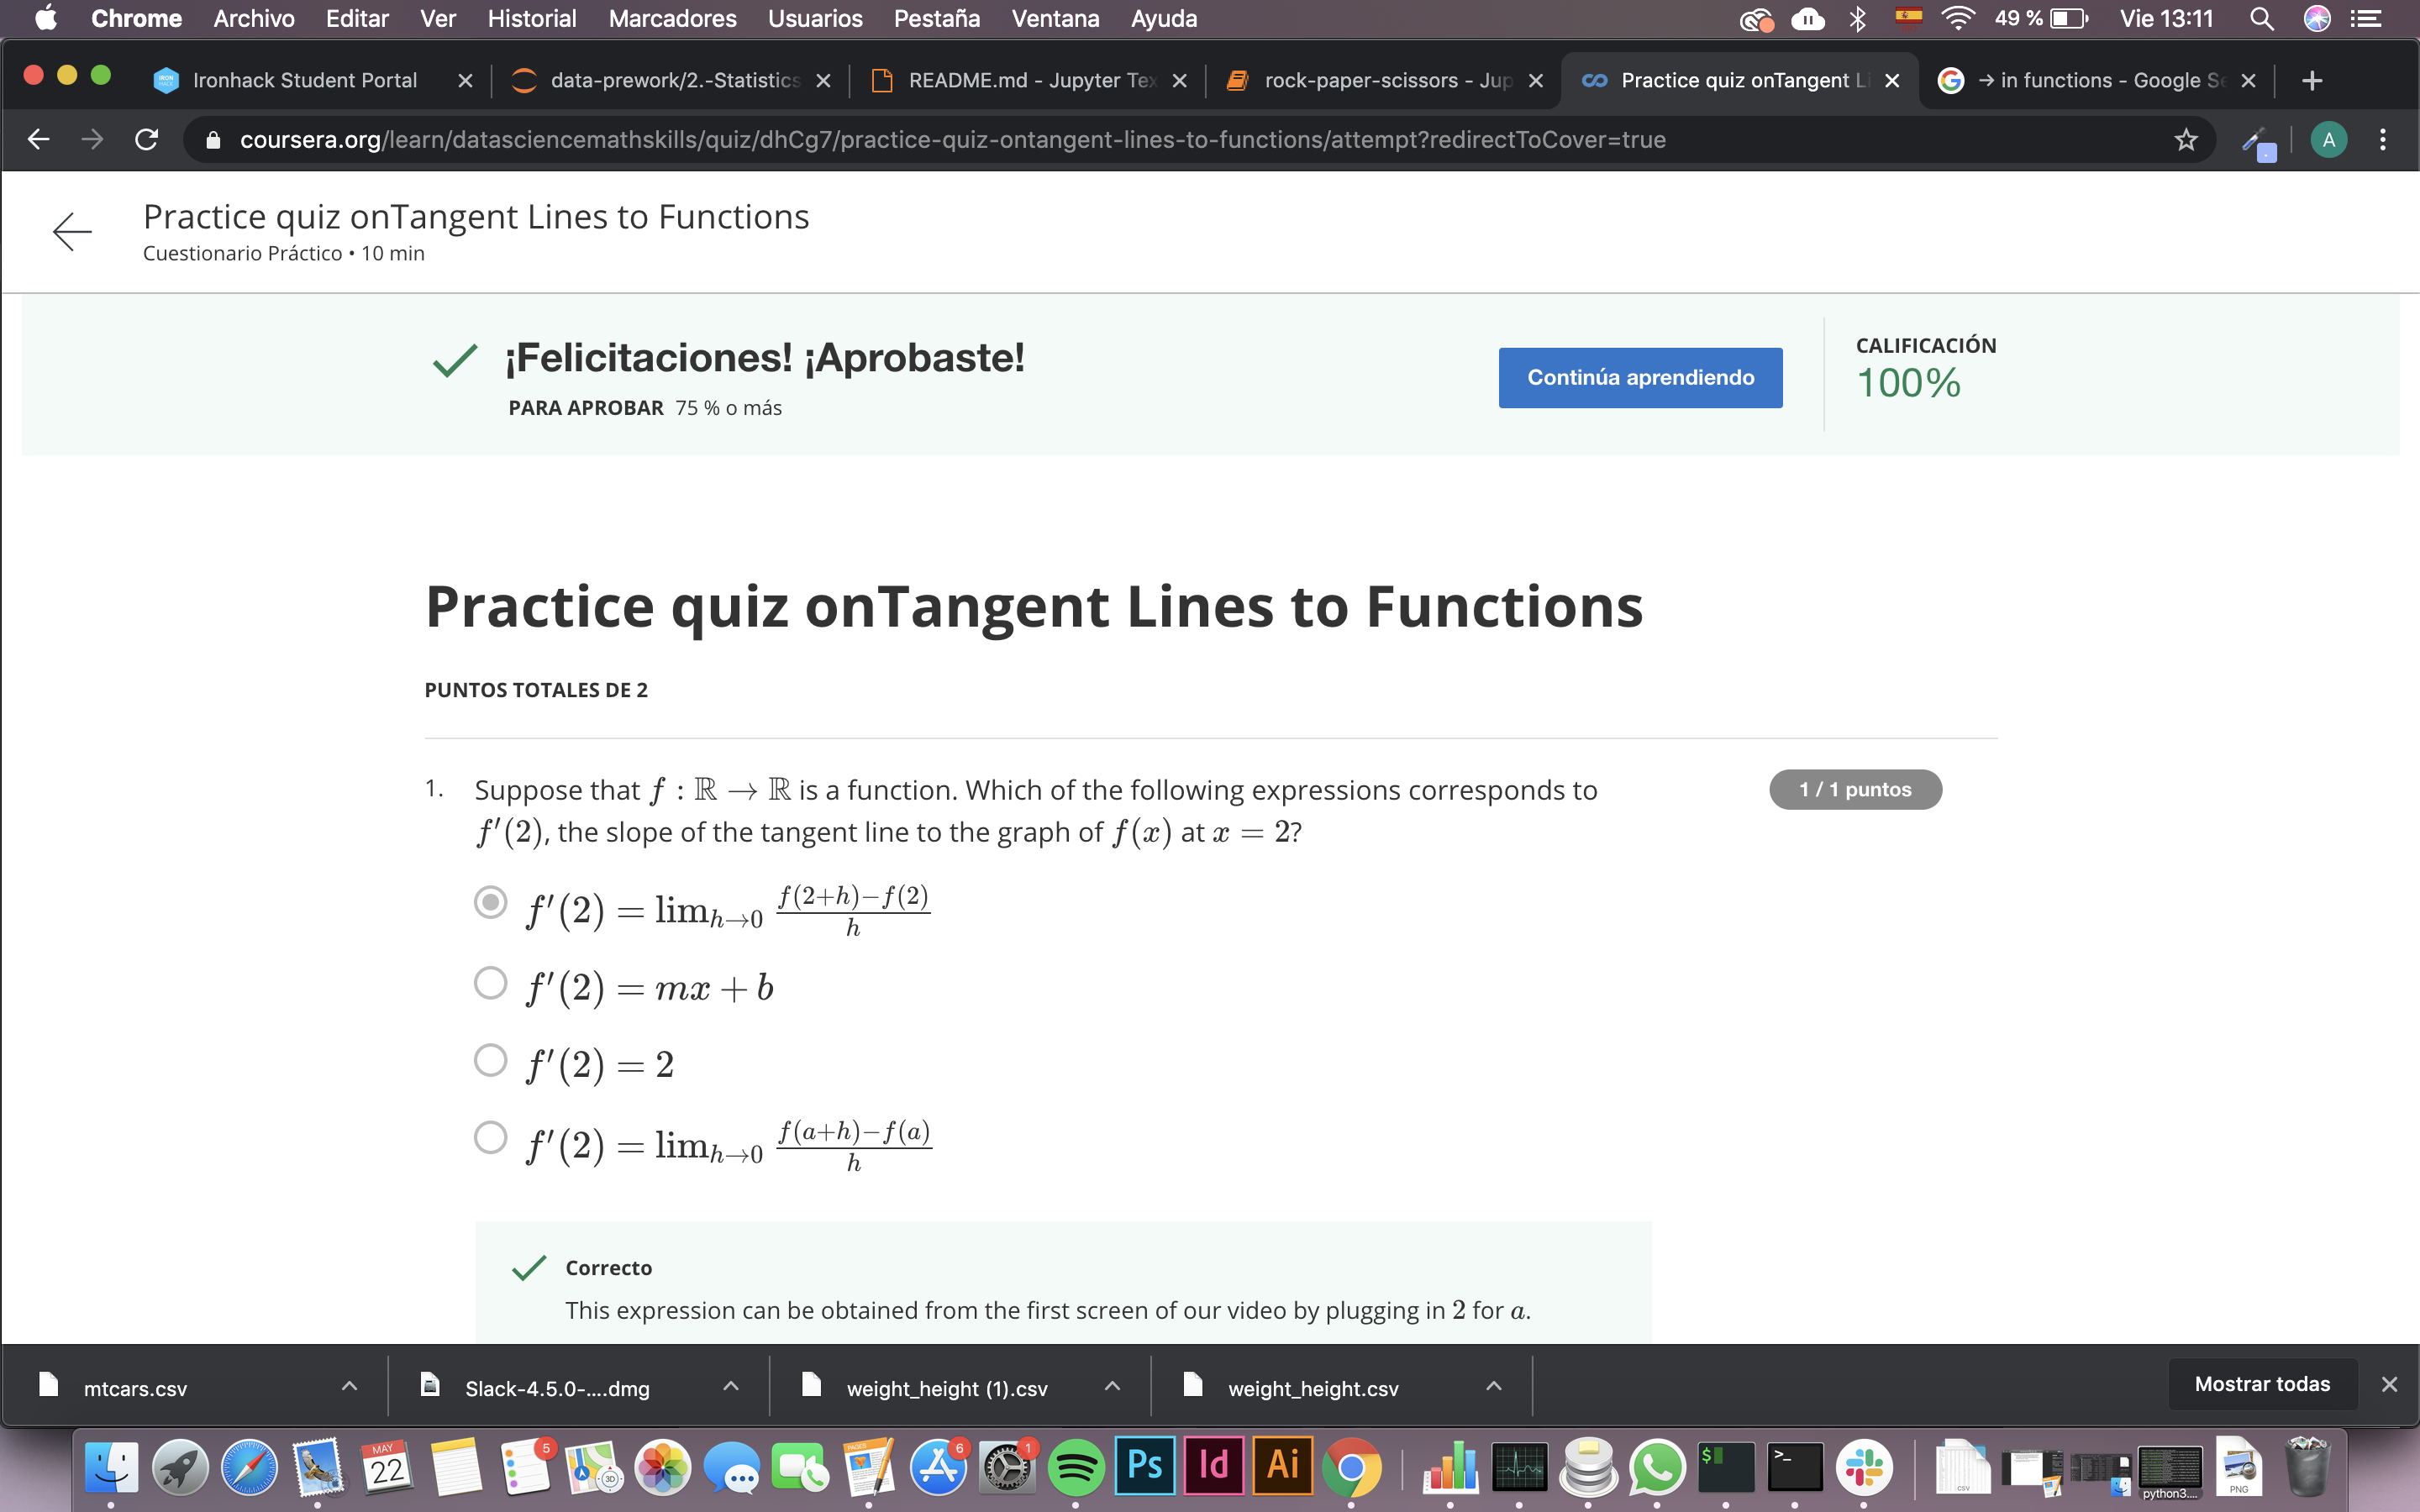 Chrome Archivo Editar Ver Historial Marcadores Usuarios Pestaña Ventana Ayuda 49 % Vie 13:11
Ironhack Student Portal data-prework/2.-Statistics README.md - Jupyter Tex rock-paper-scissors - Jup Practice quiz onTangent Li → in functions - Google Se
coursera.org/learn/datasciencemathskills/quiz/dhCg7/practice-quiz-ontangent-lines-to-functions/attempt?redirectToCover=true A
Practice quiz onTangent Lines to Functions
Cuestionario Práctico • 10 min
¡Felicitaciones! ¡Aprobaste!
PARA APROBAR 75 % o más
Continúa aprendiendo
CALIFICACIÓN
100%
Practice quiz onTangent Lines to Functions
PUNTOS TOTALES DE 2
1. Suppose that f : ℝ → ℝ is a function. Which of the following expressions corresponds to
f′(2), the slope of the tangent line to the graph of f(x) at x = 2?
1 / 1 puntos
f′(2) = lim_{h→0} \frac{f(2+h)−f(2)}{h}
f′(2) = mx + b
f′(2) = 2
f′(2) = lim_{h→0} \frac{f(a+h)−f(a)}{h}
Correcto
This expression can be obtained from the first screen of our video by plugging in 2 for a.
mtcars.csv Slack-4.5.0-....dmg weight_height (1).csv weight_height.csv Mostrar todas
MAY 22 5 3D PAGES 6 1 Ps Id Ai $ >_ CSV python3.... PNG